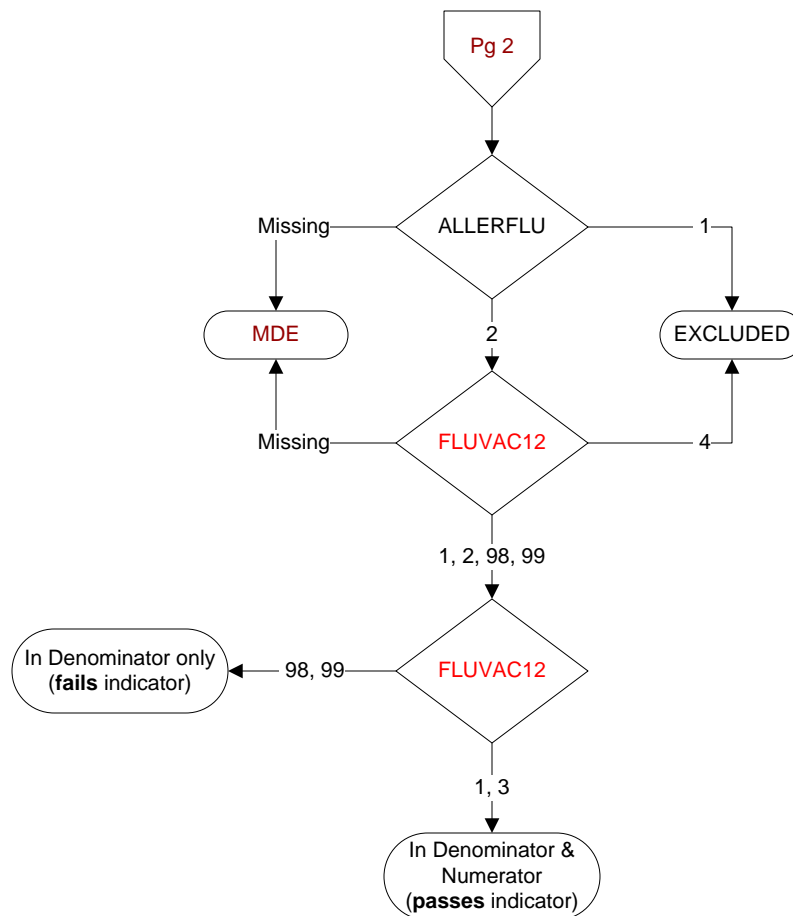 Pg 2
Missing
ALLERFLU
1
MDE
2
EXCLUDED
Missing
FLUVAC12
4
1, 2, 98, 99
In Denominator only
(fails indicator)
98, 99
FLUVAC12
1, 3
In Denominator &
Numerator
(passes indicator)